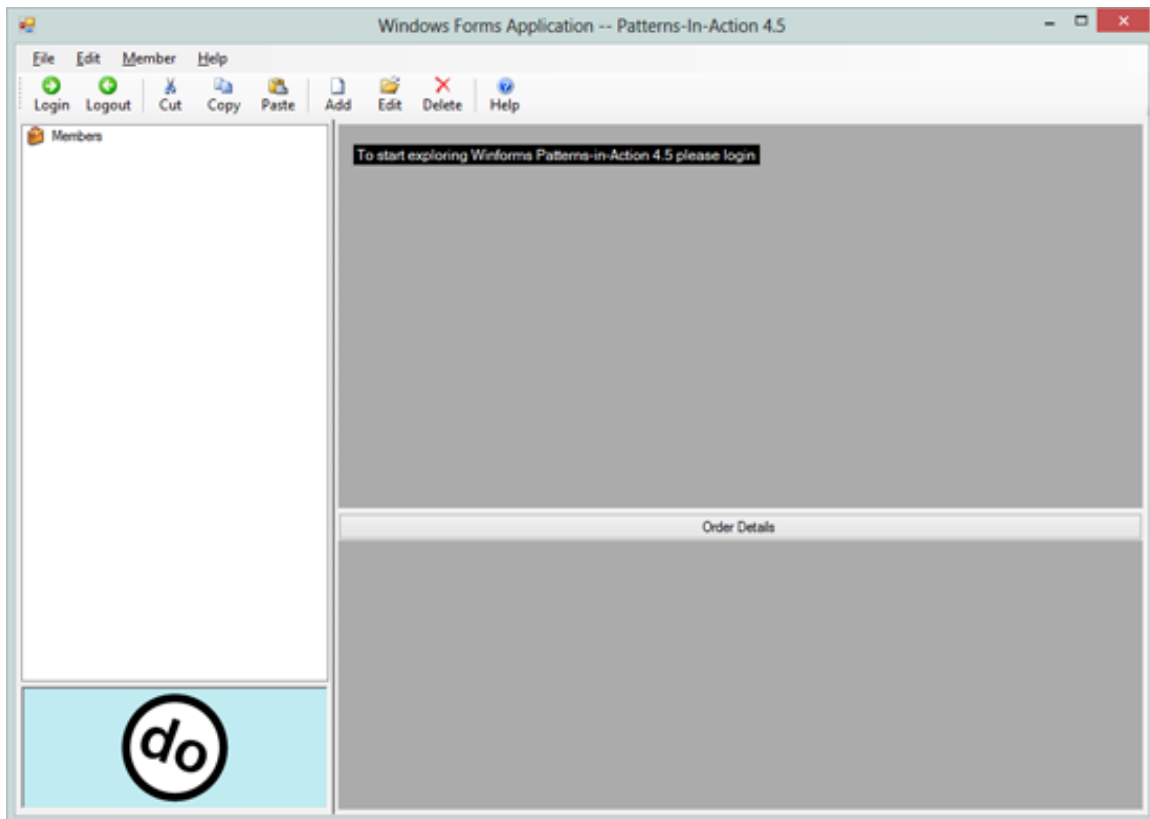 Windows Forms Application -- Patterns-In-Action 4.5
File Edit Member Help
Login Logout Cut Copy Paste Add Edit Delete Help
Members
To start exploring Winforms Patterns-in-Action 4.5 please login
Order Details
do